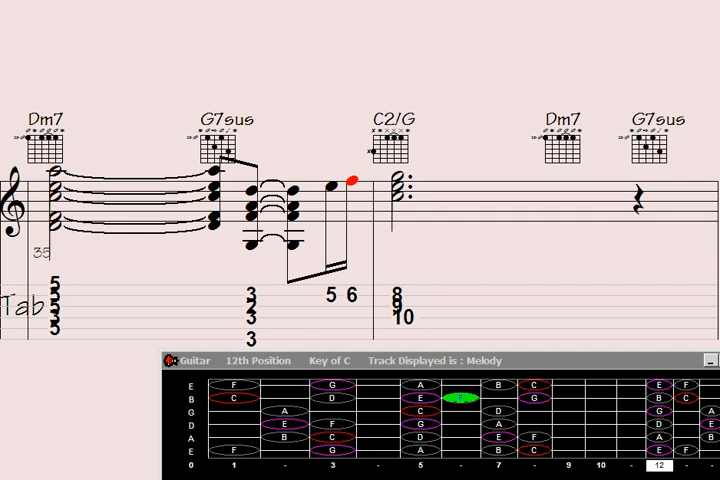 Dm7 G7sus C2/G Dm7 G7sus
35
Tab
5
5 3 5 6 8
5 2 9
3 3 10
5
3
Guitar 12th Position Key of C Track Displayed is : Melody
E F G A B C E F
B C D E G B C
G A C D G A
D E F G A D E
A B C D E F A B
E F G A B C E F
0 1 - 3 - 5 - 7 - 9 10 - 12 -